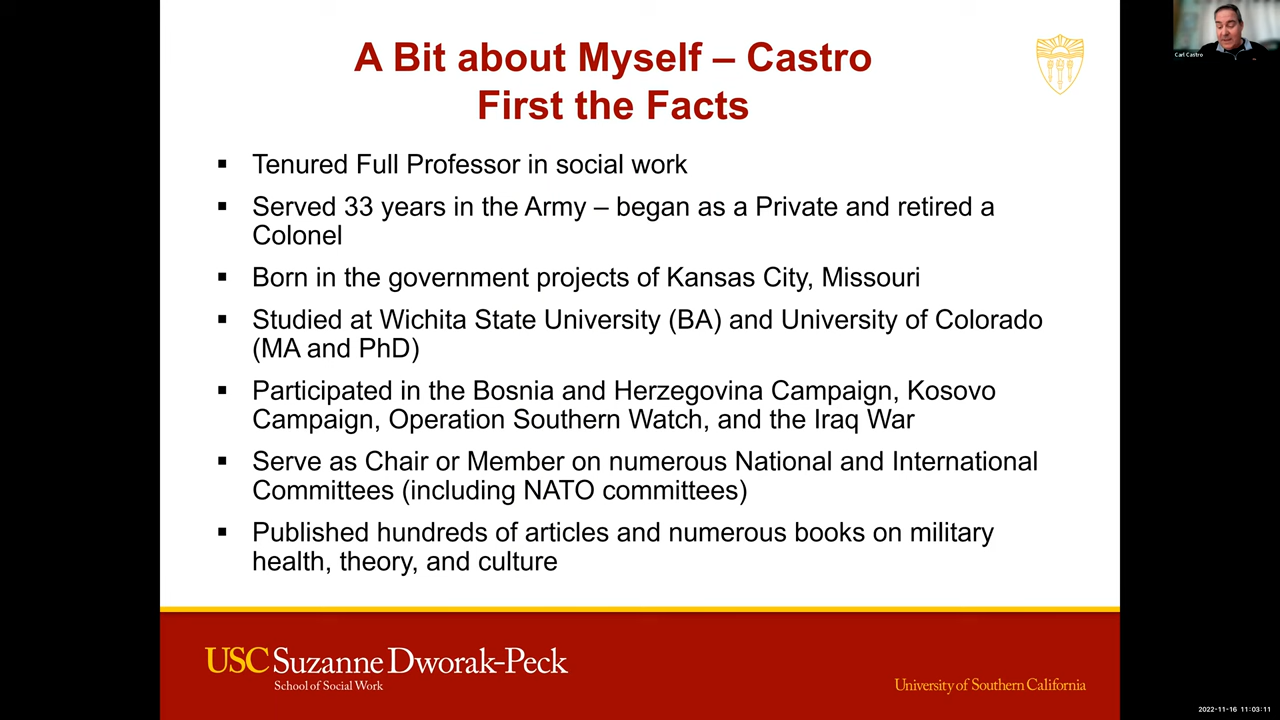 A Bit about Myself – Castro
First the Facts
Carl Castro
▪ Tenured Full Professor in social work
▪ Served 33 years in the Army – began as a Private and retired a
Colonel
▪ Born in the government projects of Kansas City, Missouri
▪ Studied at Wichita State University (BA) and University of Colorado
(MA and PhD)
▪ Participated in the Bosnia and Herzegovina Campaign, Kosovo
Campaign, Operation Southern Watch, and the Iraq War
▪ Serve as Chair or Member on numerous National and International
Committees (including NATO committees)
▪ Published hundreds of articles and numerous books on military
health, theory, and culture
USC Suzanne Dworak-Peck
School of Social Work
University of Southern California
2022-11-16 11:03:11